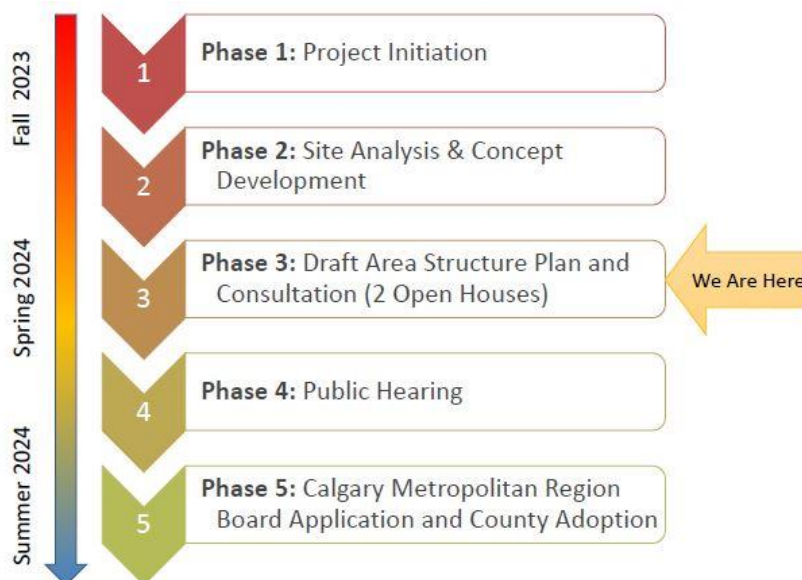 Fall 2023
Spring 2024
Summer 2024
1
Phase 1: Project Initiation
2
Phase 2: Site Analysis & Concept
Development
3
Phase 3: Draft Area Structure Plan and
Consultation (2 Open Houses)
We Are Here
4
Phase 4: Public Hearing
5
Phase 5: Calgary Metropolitan Region
Board Application and County Adoption